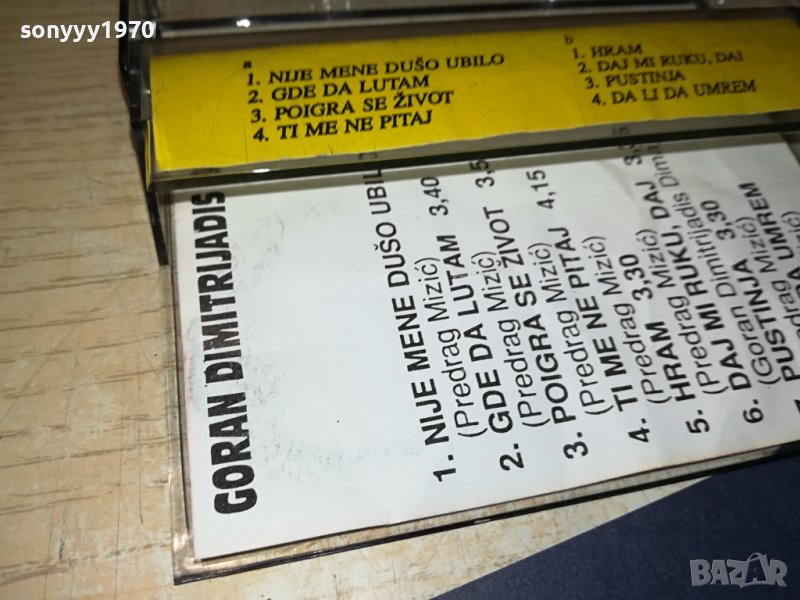 sonyyy1970
a
1. NIJE MENE DUŠO UBILO
2. GDE DA LUTAM
3. POIGRA SE ŽIVOT
4. TI ME NE PITAJ
b
1. HRAM
2. DAJ MI RUKU, DAJ
3. PUSTINJA
4. DA LI DA UMREM
GORAN DIMITRIJADIS
1. NIJE MENE DUŠO UBIL
(Predrag Mizić) 3,40
2. GDE DA LUTAM
(Predrag Mizić)
3. POIGRA SE ŽIVOT
(Predrag Mizić) 4,15
4. TI ME NE PITAJ
(Predrag Mizić) 3,30
5. HRAM
(Predrag Mizić)
6. DAJ MI RUKU, DAJ
(Goran Dimitrijadis 3,30
PUSTINJA
(Predrag Mizić)
UMREM
BAZAR